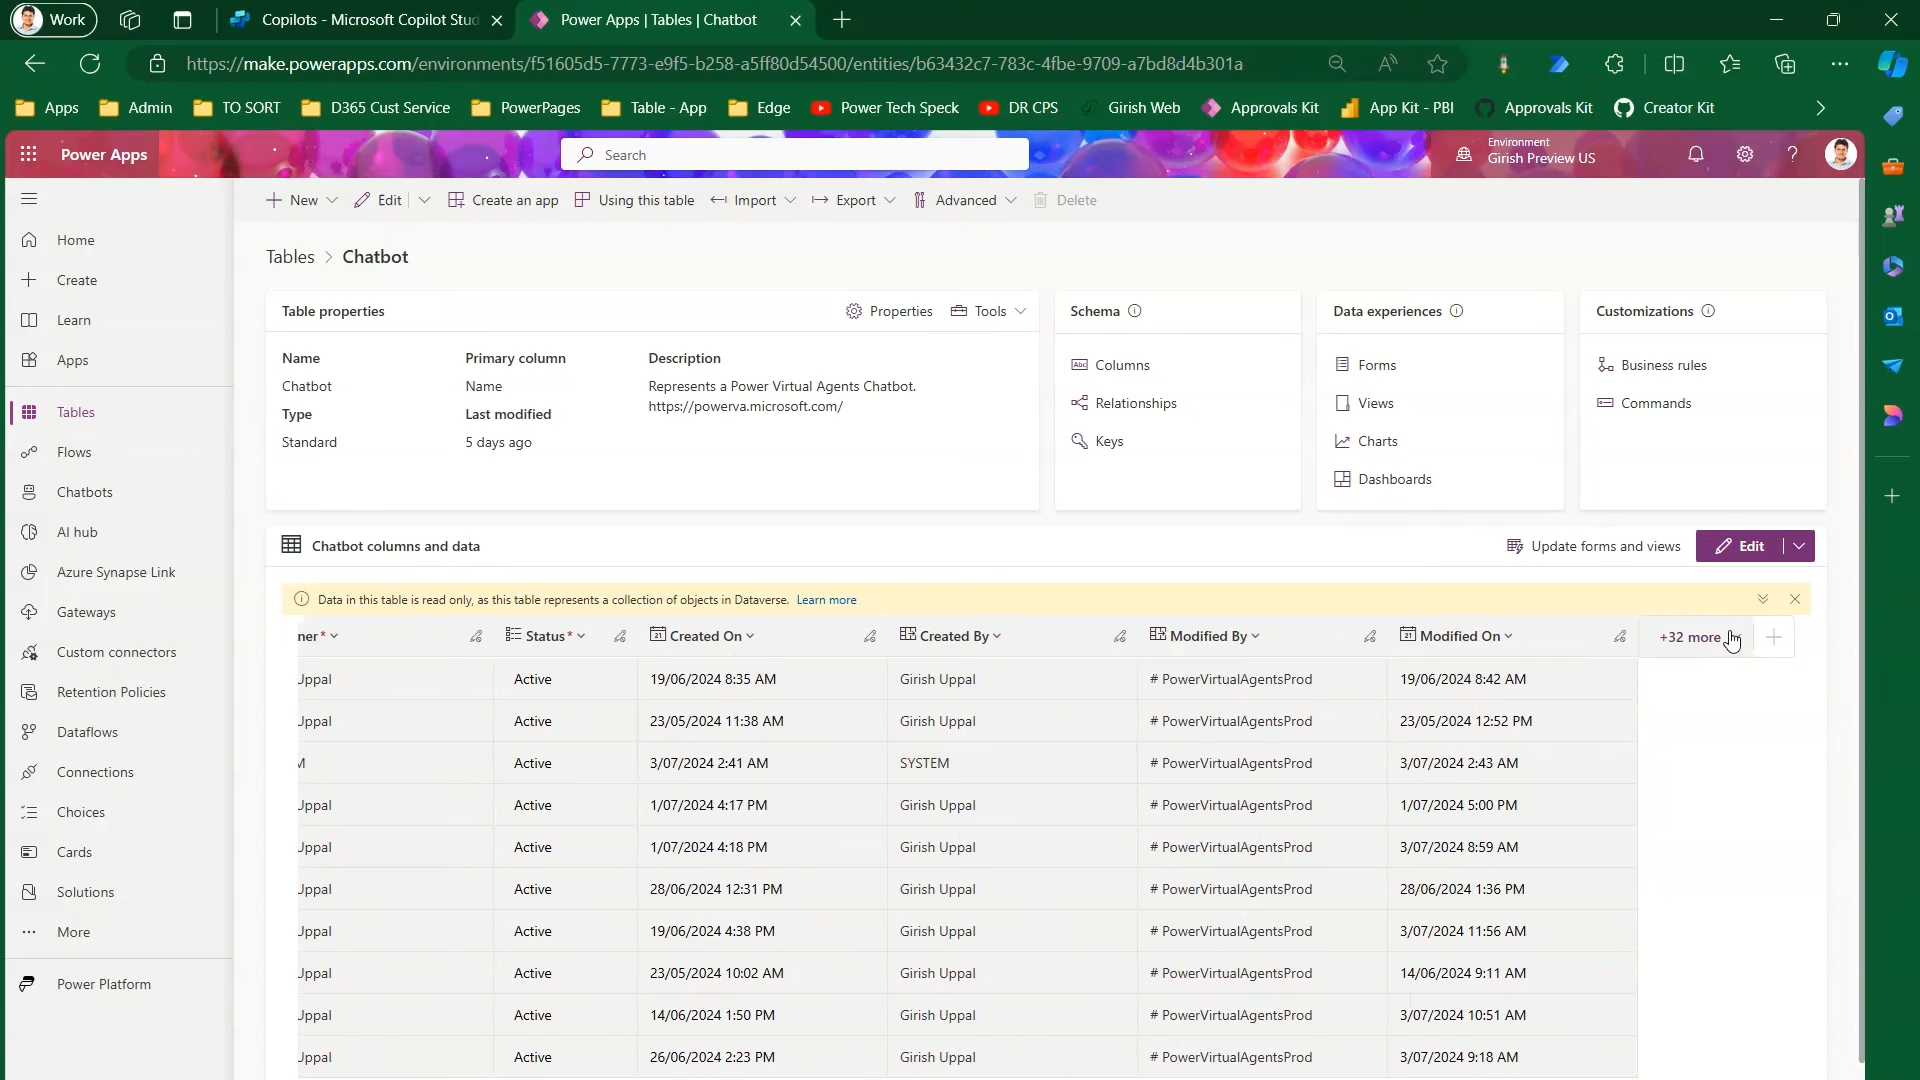 Work
Copilots - Microsoft Copilot Stud
Power Apps | Tables | Chatbot
https://make.powerapps.com/environments/f51605d5-7773-e9f5-b258-a5ff80d54500/entities/b63432c7-783c-4fbe-9709-a7bd8d4b301a
Apps Admin TO SORT D365 Cust Service PowerPages Table - App Edge Power Tech Speck DR CPS Girish Web Approvals Kit App Kit - PBI Approvals Kit Creator Kit
Power Apps
Search
Environment
Girish Preview US
New Edit Create an app Using this table Import Export Advanced Delete
Home
Create
Learn
Apps
Tables
Flows
Chatbots
AI hub
Azure Synapse Link
Gateways
Custom connectors
Retention Policies
Dataflows
Connections
Choices
Cards
Solutions
More
Power Platform
Tables > Chatbot
Table properties
Properties Tools
Name
Chatbot
Type
Standard
Primary column
Name
Last modified
5 days ago
Description
Represents a Power Virtual Agents Chatbot.
https://powerva.microsoft.com/
Schema
Columns
Relationships
Keys
Data experiences
Forms
Views
Charts
Dashboards
Customizations
Business rules
Commands
Chatbot columns and data
Update forms and views
Edit
Data in this table is read only, as this table represents a collection of objects in Dataverse. Learn more
ner* Status* Created On Created By Modified By Modified On +32 more
Uppal Active 19/06/2024 8:35 AM Girish Uppal # PowerVirtualAgentsProd 19/06/2024 8:42 AM
Uppal Active 23/05/2024 11:38 AM Girish Uppal # PowerVirtualAgentsProd 23/05/2024 12:52 PM
M Active 3/07/2024 2:41 AM SYSTEM # PowerVirtualAgentsProd 3/07/2024 2:43 AM
Uppal Active 1/07/2024 4:17 PM Girish Uppal # PowerVirtualAgentsProd 1/07/2024 5:00 PM
Uppal Active 1/07/2024 4:18 PM Girish Uppal # PowerVirtualAgentsProd 3/07/2024 8:59 AM
Uppal Active 28/06/2024 12:31 PM Girish Uppal # PowerVirtualAgentsProd 28/06/2024 1:36 PM
Uppal Active 19/06/2024 4:38 PM Girish Uppal # PowerVirtualAgentsProd 3/07/2024 11:56 AM
Uppal Active 23/05/2024 10:02 AM Girish Uppal # PowerVirtualAgentsProd 14/06/2024 9:11 AM
Uppal Active 14/06/2024 1:50 PM Girish Uppal # PowerVirtualAgentsProd 3/07/2024 10:51 AM
Uppal Active 26/06/2024 2:23 PM Girish Uppal # PowerVirtualAgentsProd 3/07/2024 9:18 AM